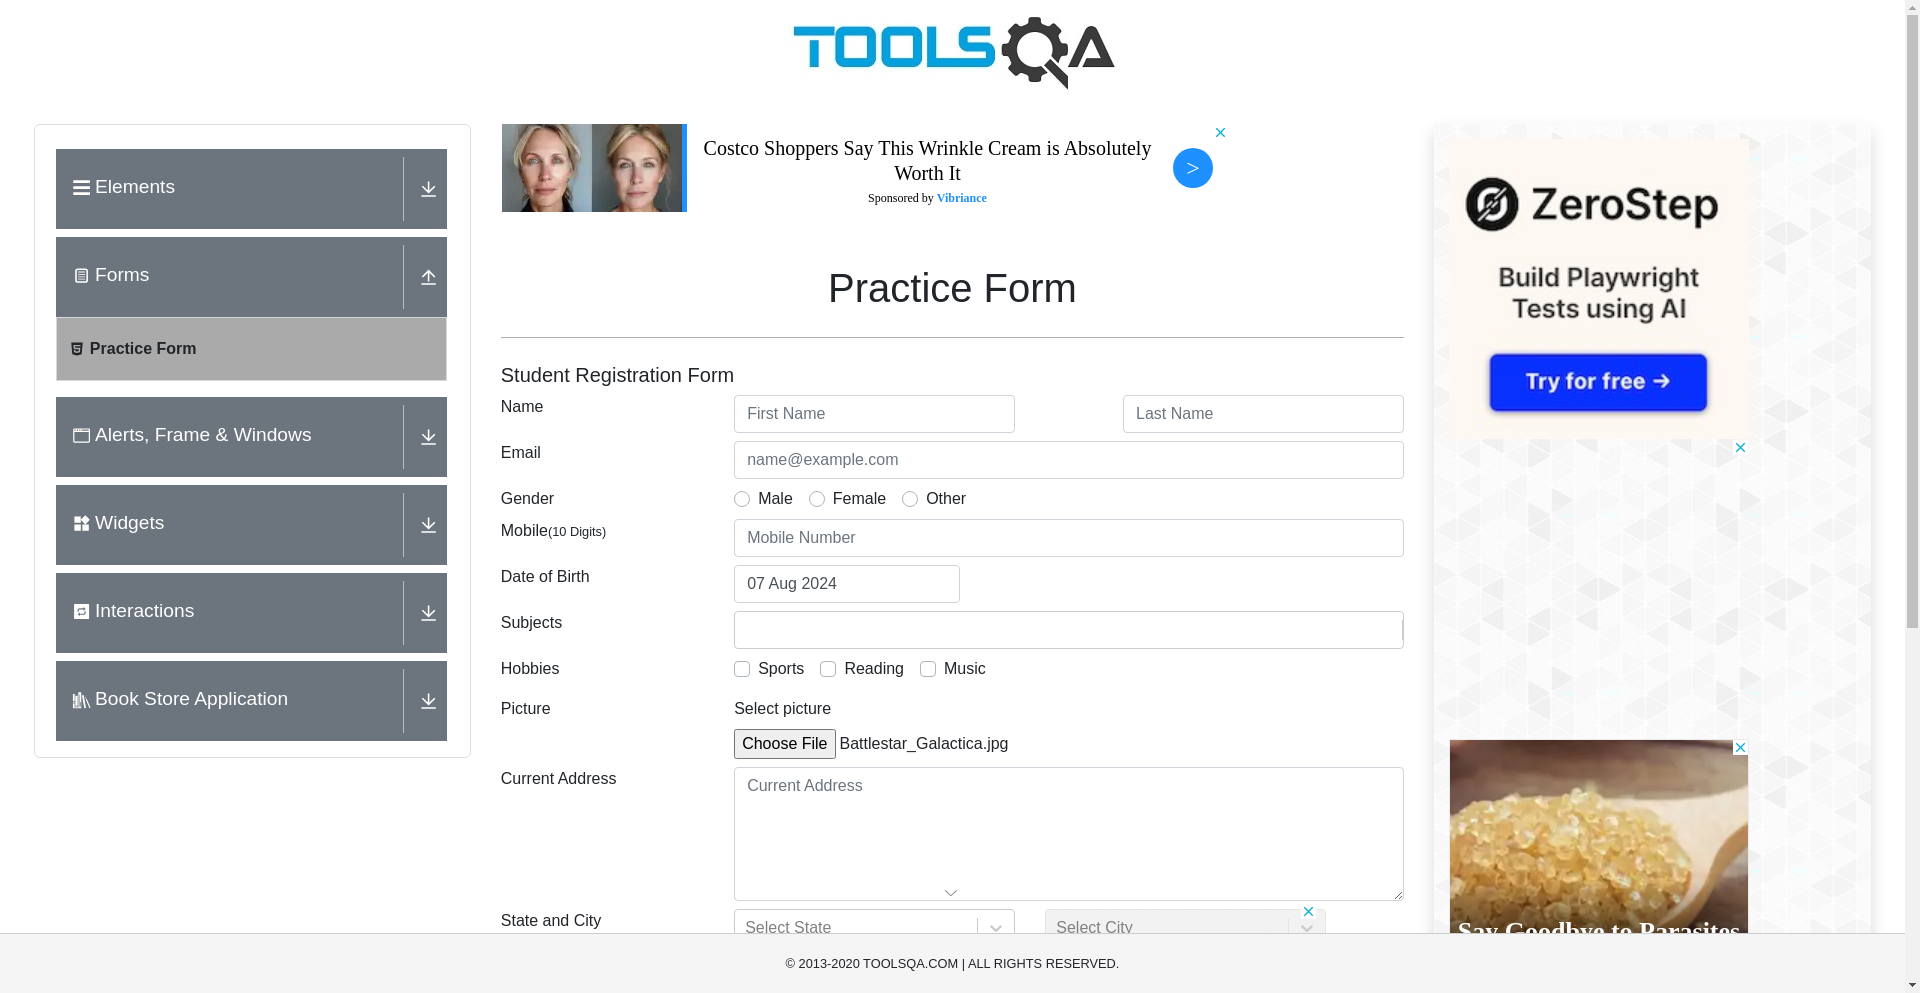 TOOLSQA
Elements
Forms
Practice Form
Alerts, Frame & Windows
Widgets
Interactions
Book Store Application
Costco Shoppers Say This Wrinkle Cream is Absolutely
Worth It
Sponsored by Vibriance
>
Practice Form
Student Registration Form
Name
First Name
Last Name
Email
name@example.com
Gender
Male
Female
Other
Mobile(10 Digits)
Mobile Number
Date of Birth
07 Aug 2024
Subjects
Hobbies
Sports
Reading
Music
Picture
Select picture
Choose File Battlestar_Galactica.jpg
Current Address
Current Address
State and City
Select State
Select City
ZeroStep
Build Playwright
Tests using AI
Try for free →
Say Goodbye to Parasites
© 2013-2020 TOOLSQA.COM | ALL RIGHTS RESERVED.